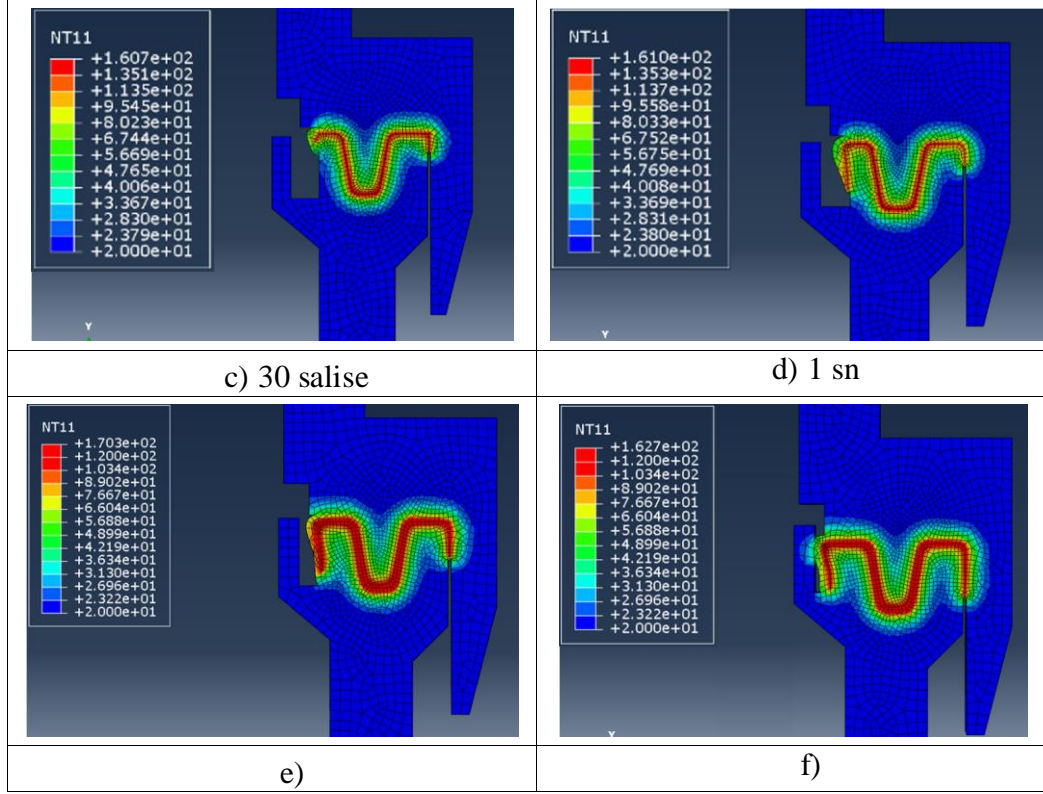 NT11
+1.607e+02
+1.351e+02
+1.135e+02
+9.545e+01
+8.023e+01
+6.744e+01
+5.669e+01
+4.765e+01
+4.006e+01
+3.367e+01
+2.830e+01
+2.379e+01
+2.000e+01
Y
NT11
+1.610e+02
+1.353e+02
+1.137e+02
+9.558e+01
+8.033e+01
+6.752e+01
+5.675e+01
+4.769e+01
+4.008e+01
+3.369e+01
+2.831e+01
+2.380e+01
+2.000e+01
Y
c) 30 salise
d) 1 sn
NT11
+1.703e+02
+1.200e+02
+1.034e+02
+8.902e+01
+7.667e+01
+6.604e+01
+5.688e+01
+4.899e+01
+4.219e+01
+3.634e+01
+3.130e+01
+2.696e+01
+2.322e+01
+2.000e+01
NT11
+1.627e+02
+1.200e+02
+1.034e+02
+8.902e+01
+7.667e+01
+6.604e+01
+5.688e+01
+4.899e+01
+4.219e+01
+3.634e+01
+3.130e+01
+2.696e+01
+2.322e+01
+2.000e+01
Y
e)
f)